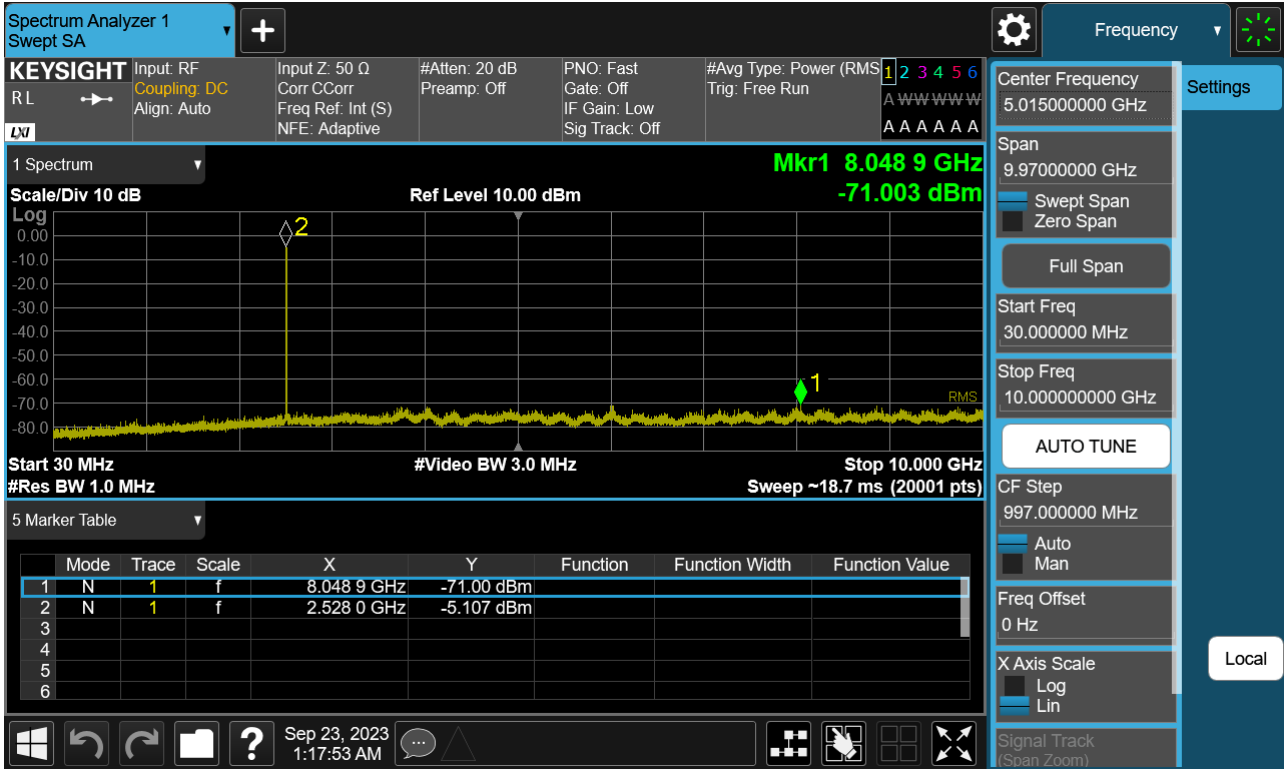 Spectrum Analyzer 1
Swept SA
Frequency
KEYSIGHT
R L
LXI
Input: RF
Coupling: DC
Align: Auto
Input Z: 50 Ω
Corr CCorr
Freq Ref: Int (S)
NFE: Adaptive
#Atten: 20 dB
Preamp: Off
PNO: Fast
Gate: Off
IF Gain: Low
Sig Track: Off
#Avg Type: Power (RMS
Trig: Free Run
1 2 3 4 5 6
A W W W W W
A A A A A A
1 Spectrum
Mkr1 8.048 9 GHz
Scale/Div 10 dB
Ref Level 10.00 dBm
-71.003 dBm
Log
0.00
-10.0
-20.0
-30.0
-40.0
-50.0
-60.0
-70.0
-80.0
2
1
RMS
Start 30 MHz
#Video BW 3.0 MHz
Stop 10.000 GHz
#Res BW 1.0 MHz
Sweep ~18.7 ms (20001 pts)
5 Marker Table
Mode Trace Scale X Y Function Function Width Function Value
1 N 1 f 8.048 9 GHz -71.00 dBm
2 N 1 f 2.528 0 GHz -5.107 dBm
3
4
5
6
?
Sep 23, 2023
1:17:53 AM
Center Frequency
5.015000000 GHz
Span
9.97000000 GHz
Swept Span
Zero Span
Full Span
Start Freq
30.000000 MHz
Stop Freq
10.000000000 GHz
AUTO TUNE
CF Step
997.000000 MHz
Auto
Man
Freq Offset
0 Hz
X Axis Scale
Log
Lin
Signal Track
(Span Zoom)
Settings
Local